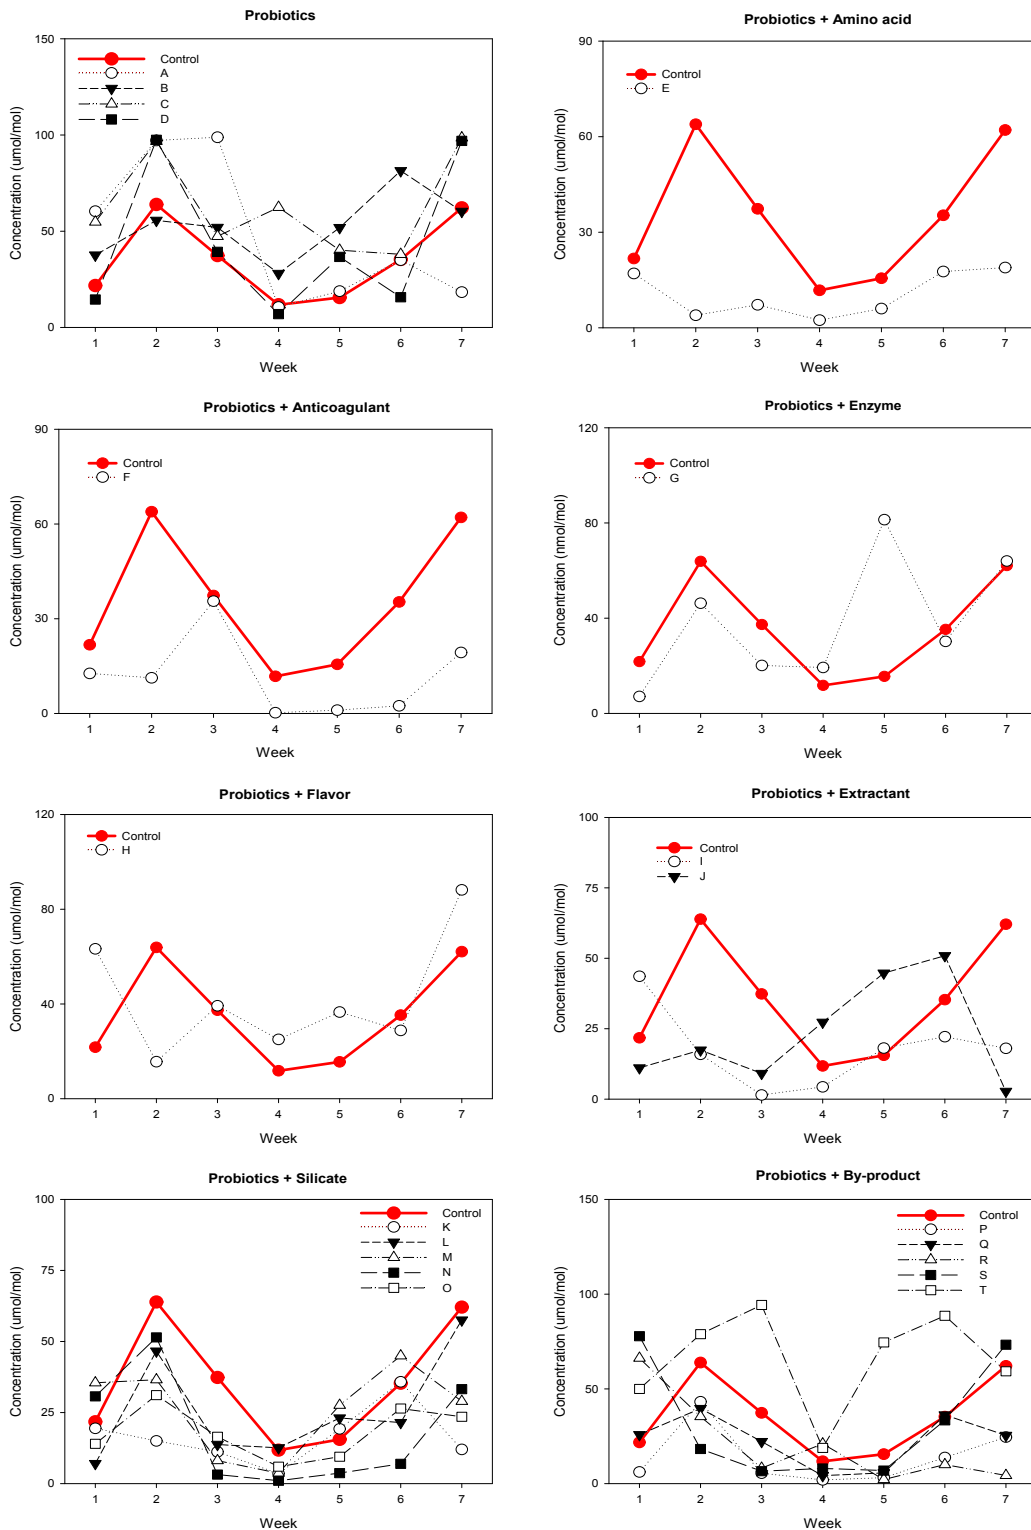 Probiotics
150
100
50
0
Concentration (umol/mol)
Control
A
B
C
D
1 2 3 4 5 6 7
Week
Probiotics + Amino acid
90
60
30
0
Concentration (umol/mol)
Control
E
1 2 3 4 5 6 7
Week
Probiotics + Anticoagulant
90
60
30
0
Concentration (umol/mol)
Control
F
1 2 3 4 5 6 7
Week
Probiotics + Enzyme
120
80
40
0
Concentration (nmol/mol)
Control
G
1 2 3 4 5 6 7
Week
Probiotics + Flavor
120
80
40
0
Concentration (umol/mol)
Control
H
1 2 3 4 5 6 7
Week
Probiotics + Extractant
100
75
50
25
0
Concentration (umol/mol)
Control
I
J
1 2 3 4 5 6 7
Week
Probiotics + Silicate
100
75
50
25
0
Concentration (umol/mol)
Control
K
L
M
N
O
1 2 3 4 5 6 7
Week
Probiotics + By-product
150
100
50
0
Concentration (umol/mol)
Control
P
Q
R
S
T
1 2 3 4 5 6 7
Week